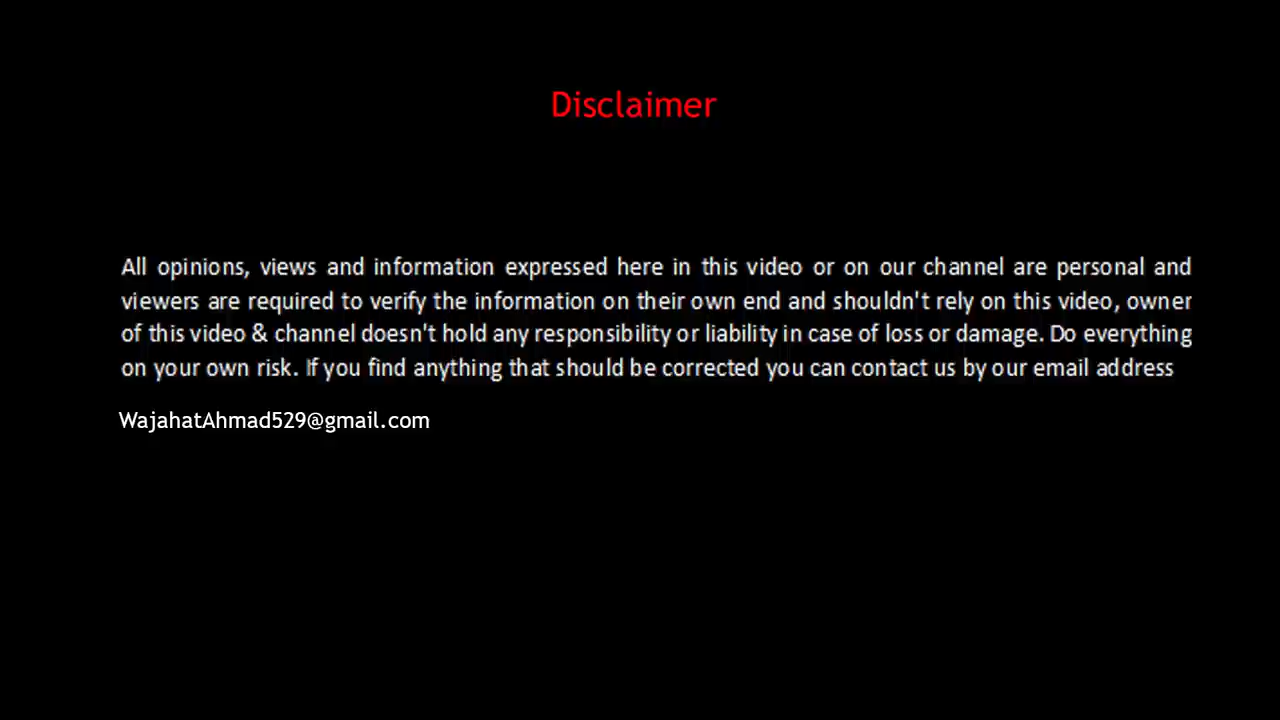 Disclaimer
All opinions, views and information expressed here in this video or on our channel are personal and
viewers are required to verify the information on their own end and shouldn't rely on this video, owner
of this video & channel doesn't hold any responsibility or liability in case of loss or damage. Do everything
on your own risk. If you find anything that should be corrected you can contact us by our email address
WajahatAhmad529@gmail.com